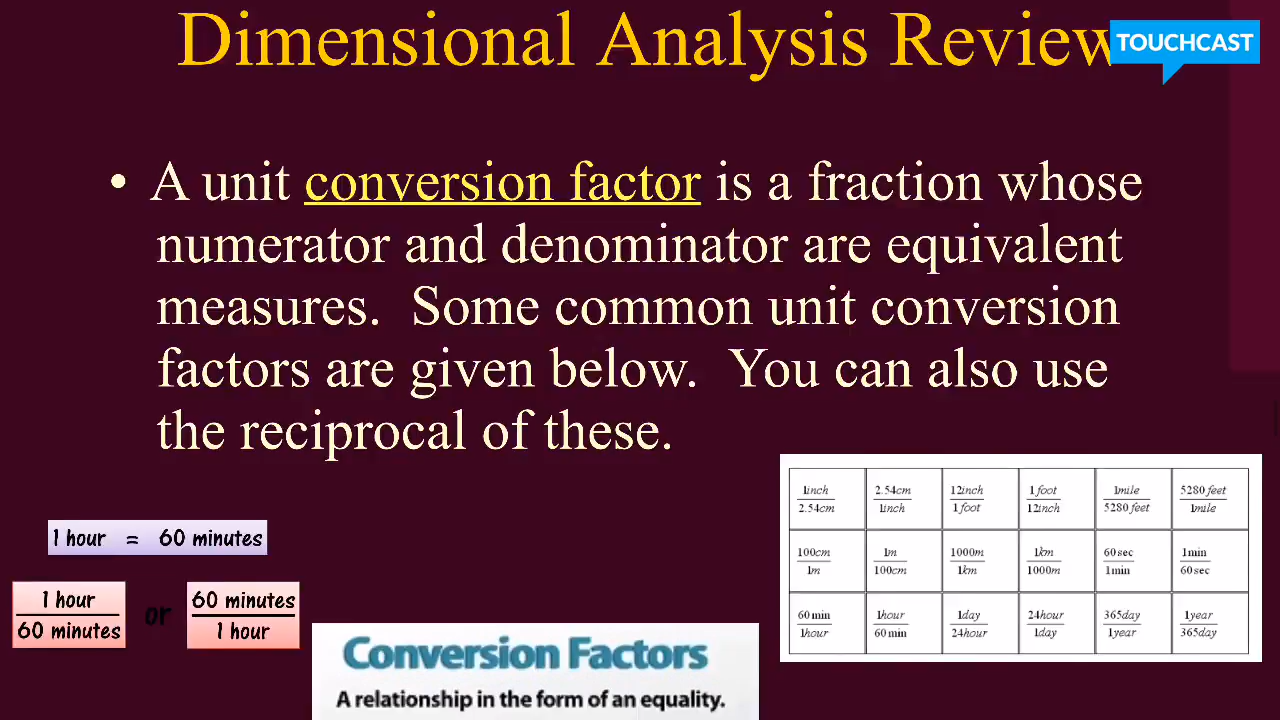 Dimensional Analysis Review
TOUCHCAST
• A unit conversion factor is a fraction whose
numerator and denominator are equivalent
measures. Some common unit conversion
factors are given below. You can also use
the reciprocal of these.
1 hour = 60 minutes
1 hour
60 minutes
or
60 minutes
1 hour
Conversion Factors
A relationship in the form of an equality.
1inch 2.54cm 12inch 1foot 1mile 5280feet
2.54cm 1inch 1foot 12inch 5280feet 1mile
100cm 1m 1000m 1km 60sec 1min
1m 100cm 1km 1000m 1min 60sec
60min 1hour 1day 24hour 365day 1year
1hour 60min 24hour 1day 1year 365day